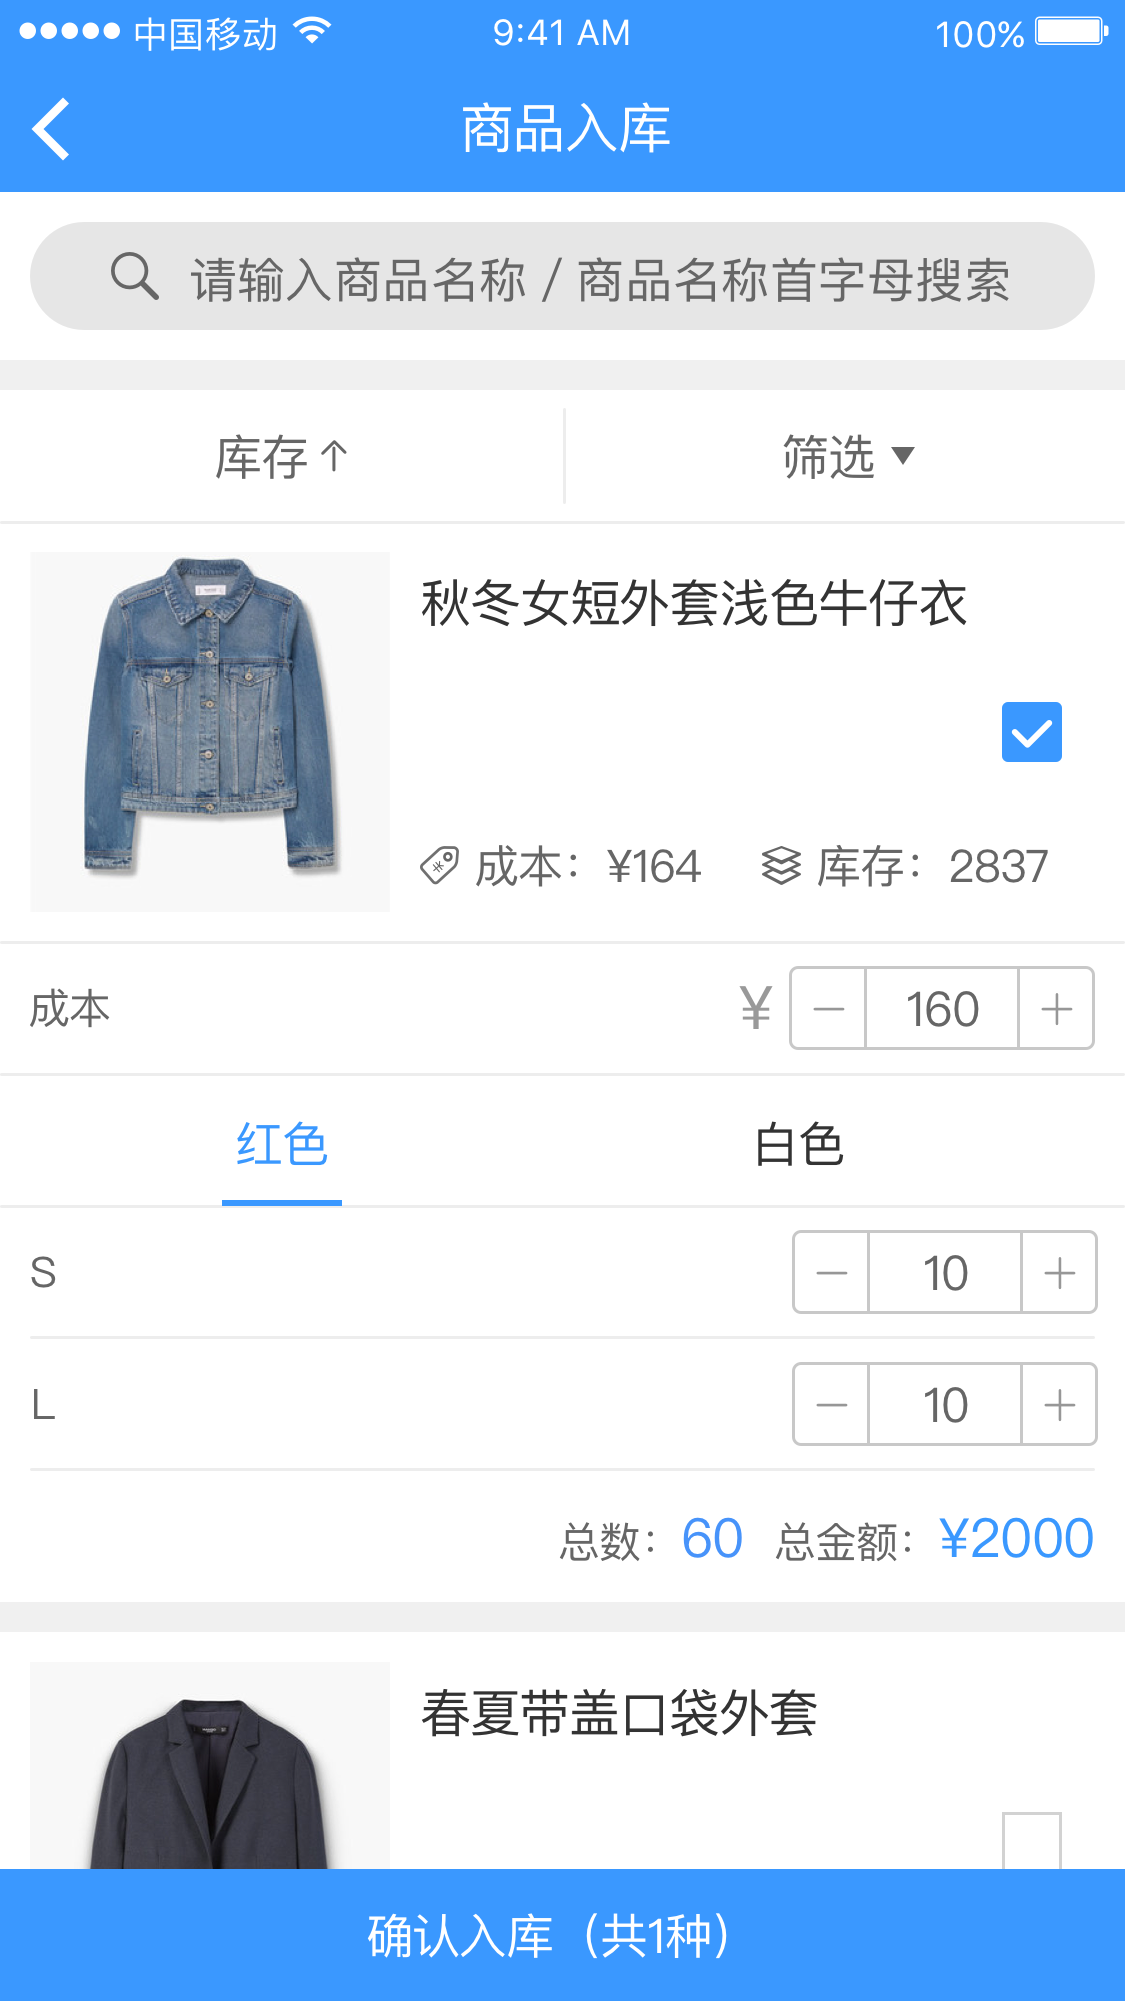 中国移动 9:41 AM 100%
商品入库
请输入商品名称 / 商品名称首字母搜索
库存 ↑ 筛选 ▼
秋冬女短外套浅色牛仔衣
成本：¥164 库存：2837
成本 ¥ － 160 ＋
红色 白色
S － 10 ＋
L － 10 ＋
总数：60 总金额：¥2000
春夏带盖口袋外套
确认入库（共1种）